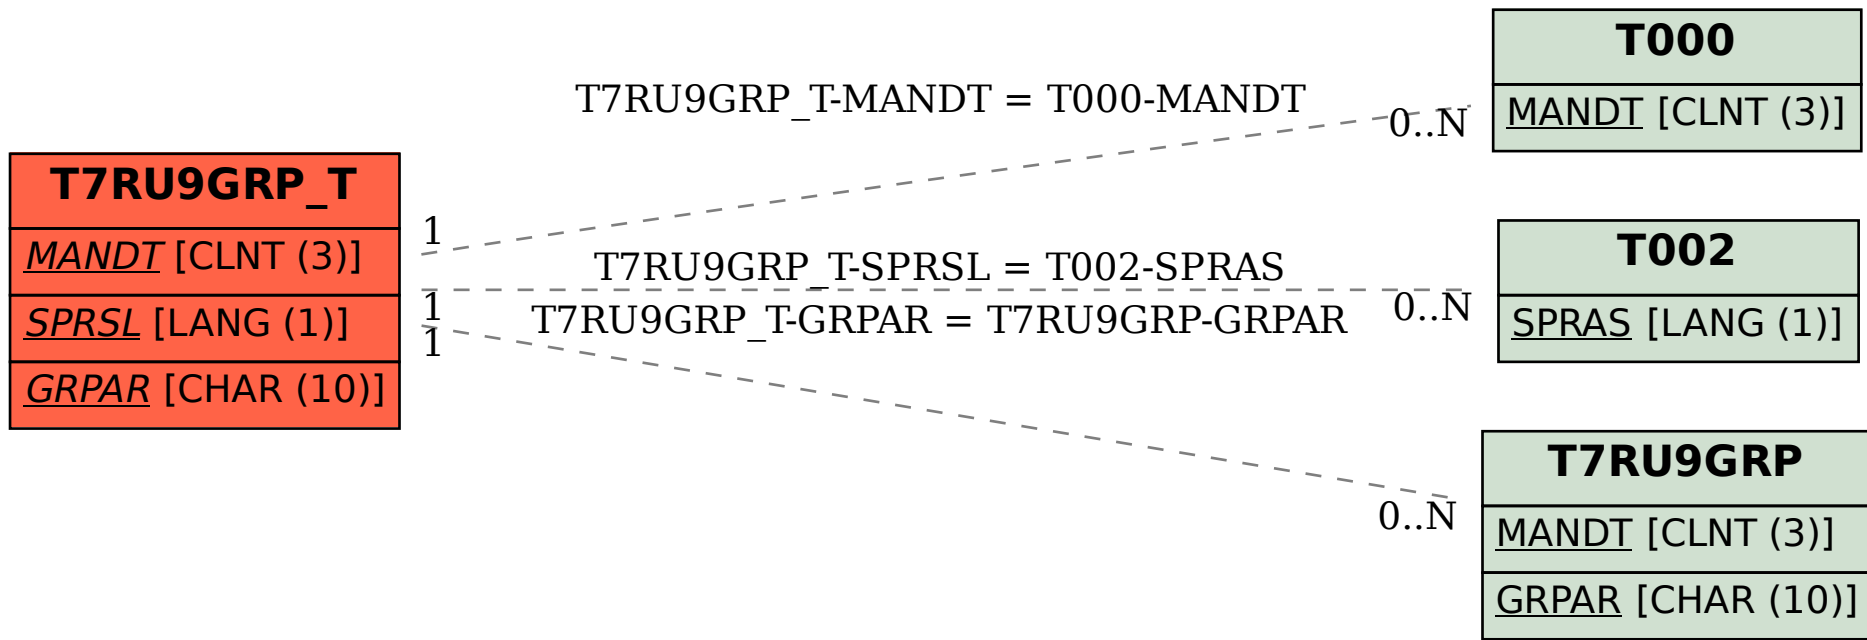 T7RU9GRP_T
MANDT [CLNT (3)]
SPRSL [LANG (1)]
GRPAR [CHAR (10)]
T7RU9GRP_T-MANDT = T000-MANDT
1
0..N
T7RU9GRP_T-SPRSL = T002-SPRAS
1
0..N
T7RU9GRP_T-GRPAR = T7RU9GRP-GRPAR
1
0..N
T000
MANDT [CLNT (3)]
T002
SPRAS [LANG (1)]
T7RU9GRP
MANDT [CLNT (3)]
GRPAR [CHAR (10)]